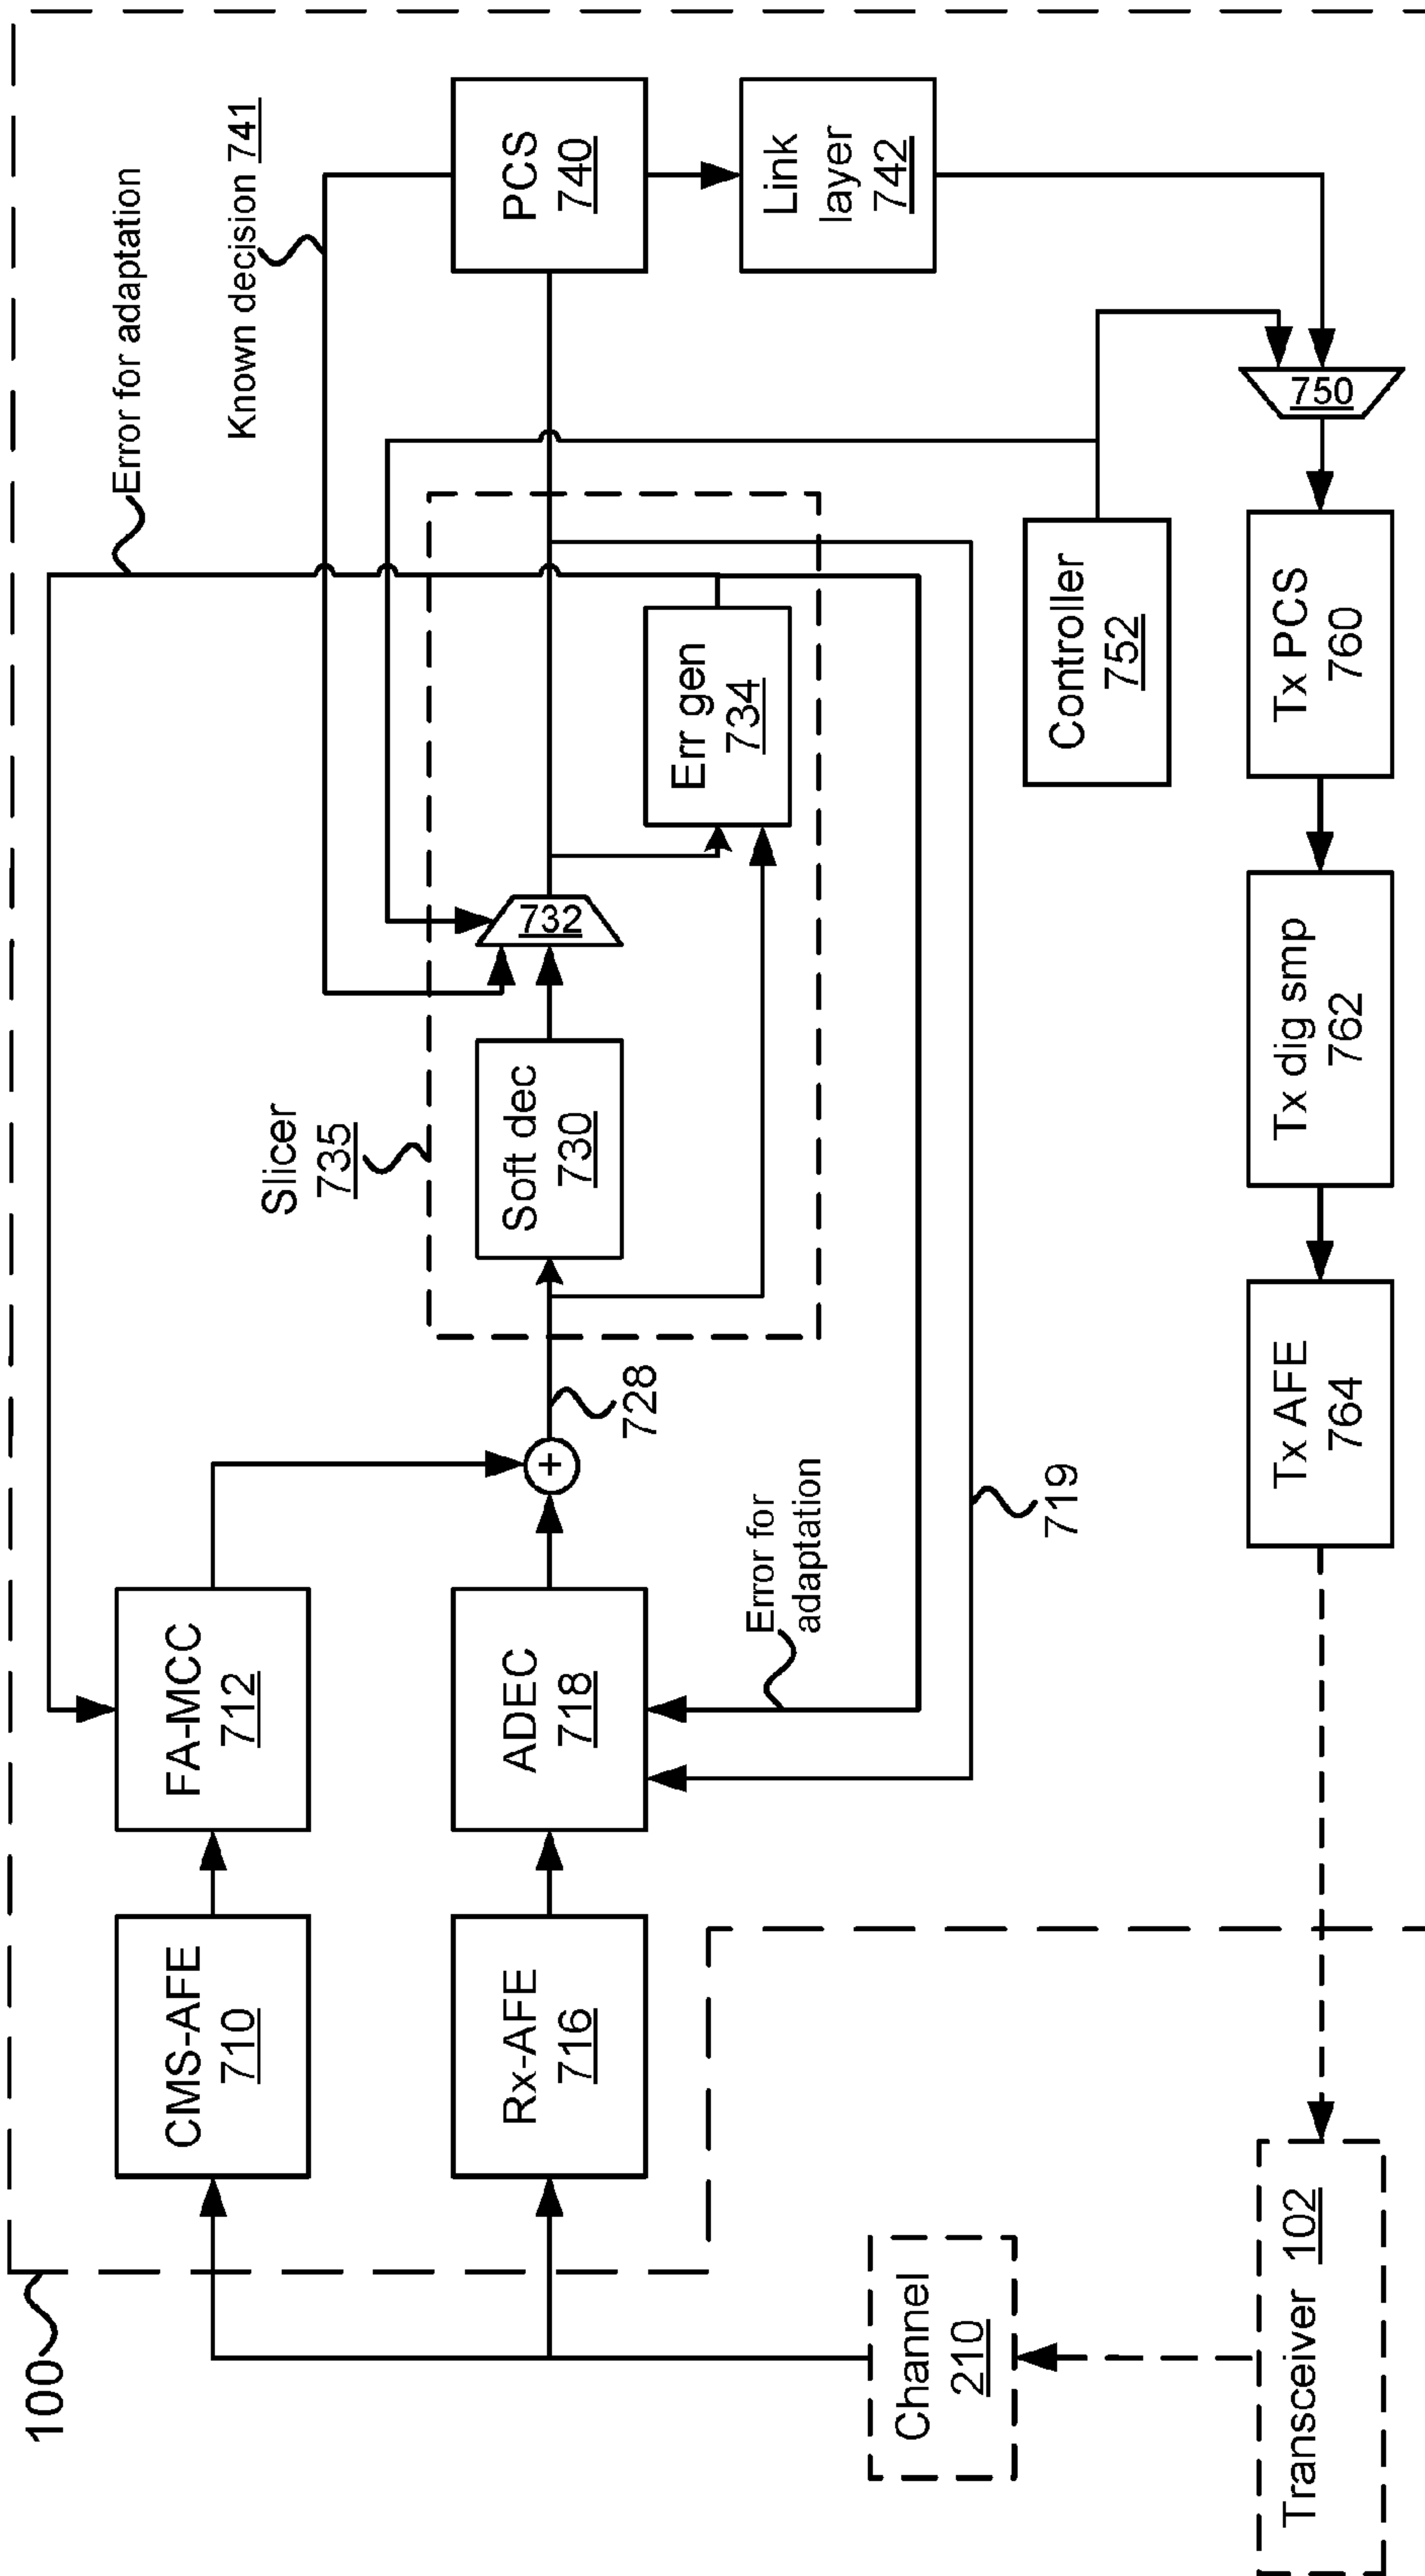 100
CMS-AFE
710
FA-MCC
712
Error for adaptation
Known decision 741
Rx-AFE
716
ADEC
718
+
728
Slicer
735
Soft dec
730
732
Err gen
734
PCS
740
Link
layer
742
Error for
adaptation
719
Controller
752
750
Channel
210
Transceiver 102
Tx AFE
764
Tx dig smp
762
Tx PCS
760